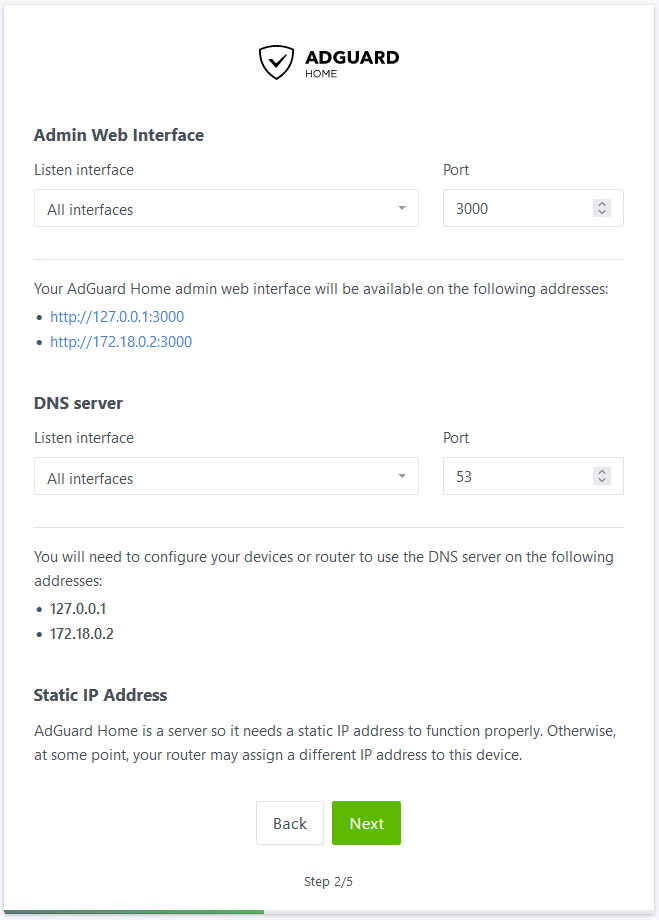 ADGUARD
HOME
Admin Web Interface
Listen interface
Port
All interfaces
3000
Your AdGuard Home admin web interface will be available on the following addresses:
http://127.0.0.1:3000
http://172.18.0.2:3000
DNS server
Listen interface
Port
All interfaces
53
You will need to configure your devices or router to use the DNS server on the following
addresses:
127.0.0.1
172.18.0.2
Static IP Address
AdGuard Home is a server so it needs a static IP address to function properly. Otherwise,
at some point, your router may assign a different IP address to this device.
Back
Next
Step 2/5